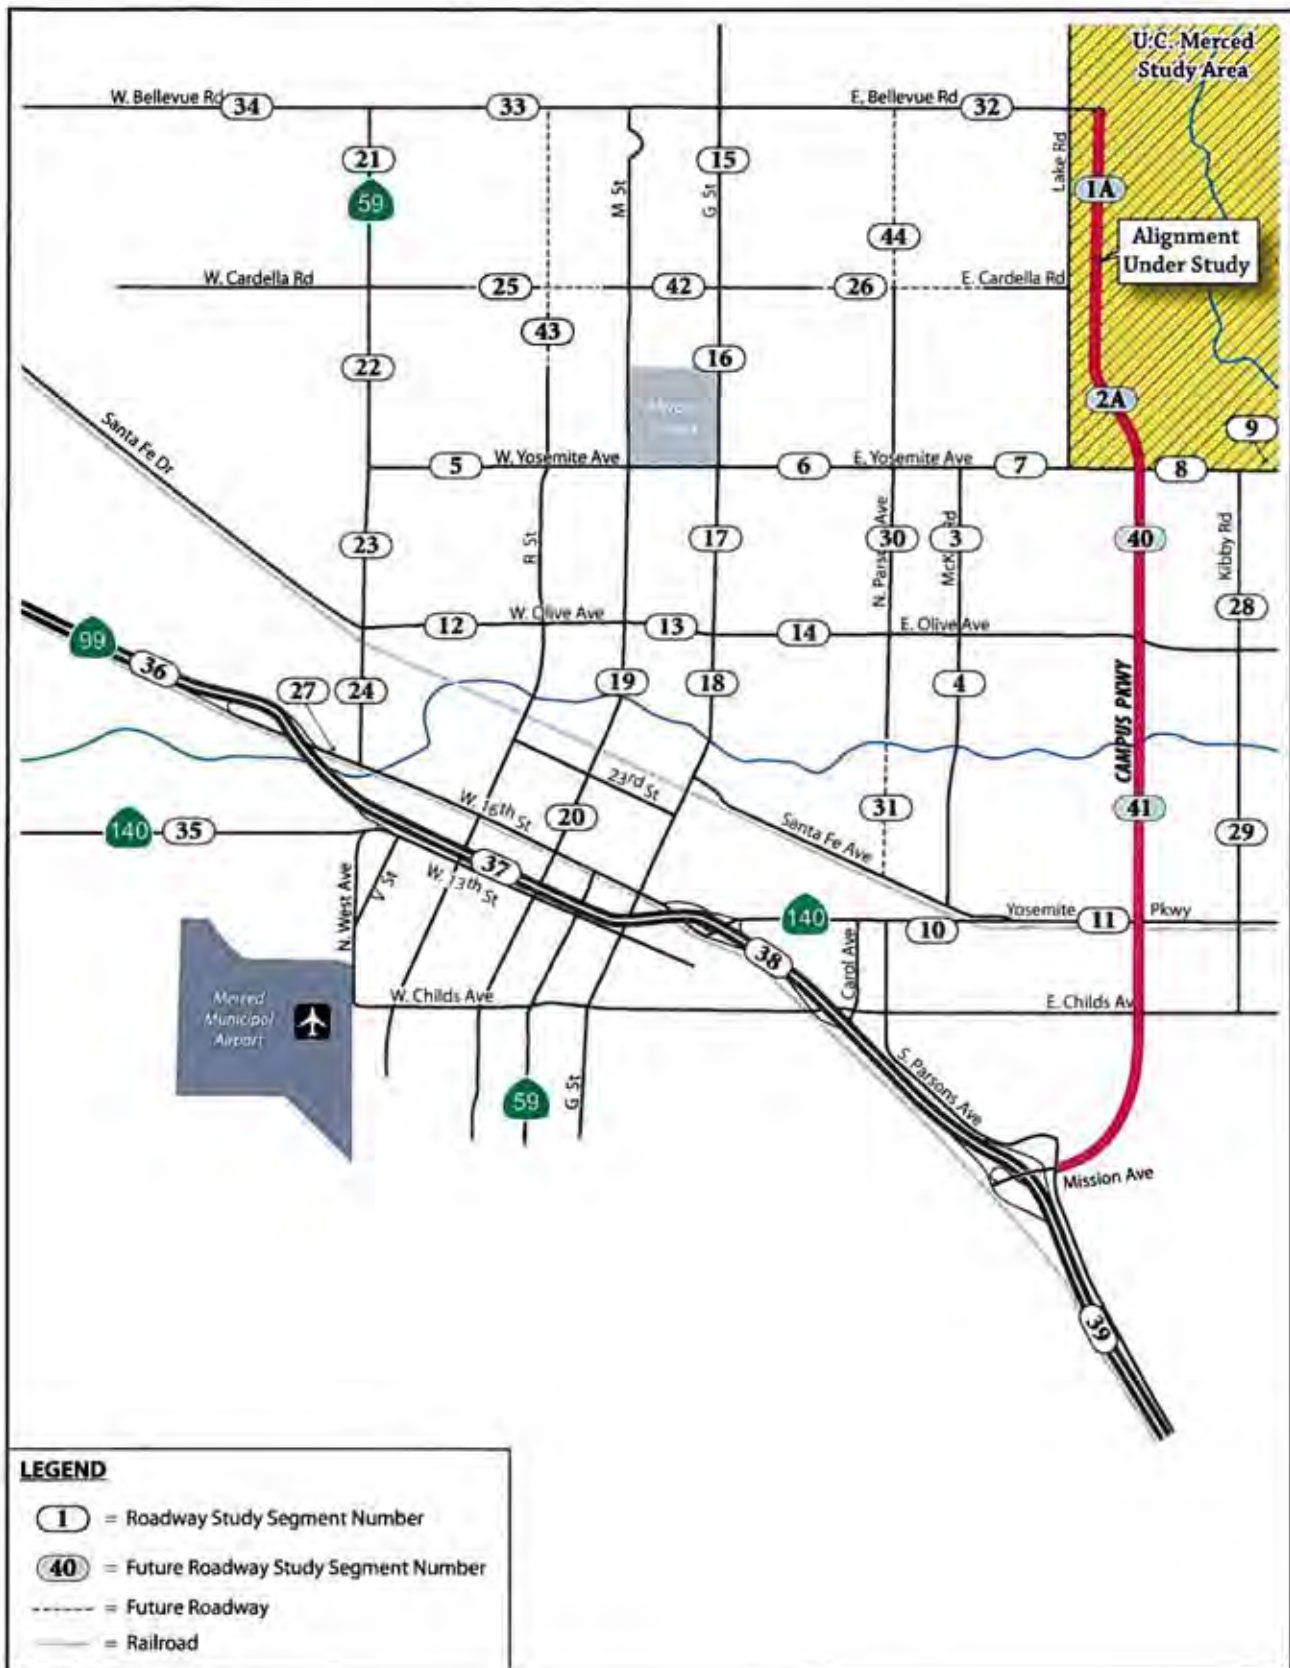 U.C. Merced
Study Area
W. Bellevue Rd
34
33
E. Bellevue Rd
32
21
15
Lake Rd
1A
59
M St
G St
44
Alignment
Under Study
W. Cardella Rd
25
42
26
E. Cardella Rd
43
16
22
2A
9
Santa Fe Dr
5
W. Yosemite Ave
6
E. Yosemite Ave
7
8
23
R St
17
N. Pars
Ave
30
3
40
Kibby Rd
28
12
W. Olive Ave
13
14
E. Olive Ave
99
36
27
24
19
18
4
CAMPUS PKWY
23rd St
W. 16th St
20
31
41
140
35
Santa Fe Ave
29
37
W. 13th St
N. West Ave
V St
140
10
Yosemite
11
Pkwy
38
Carol Ave
Merced
Municipal
Airport
W. Childs Ave
E. Childs Av
59
G St
S. Parsons Ave
Mission Ave
39
LEGEND
1 = Roadway Study Segment Number
40 = Future Roadway Study Segment Number
= Future Roadway
= Railroad